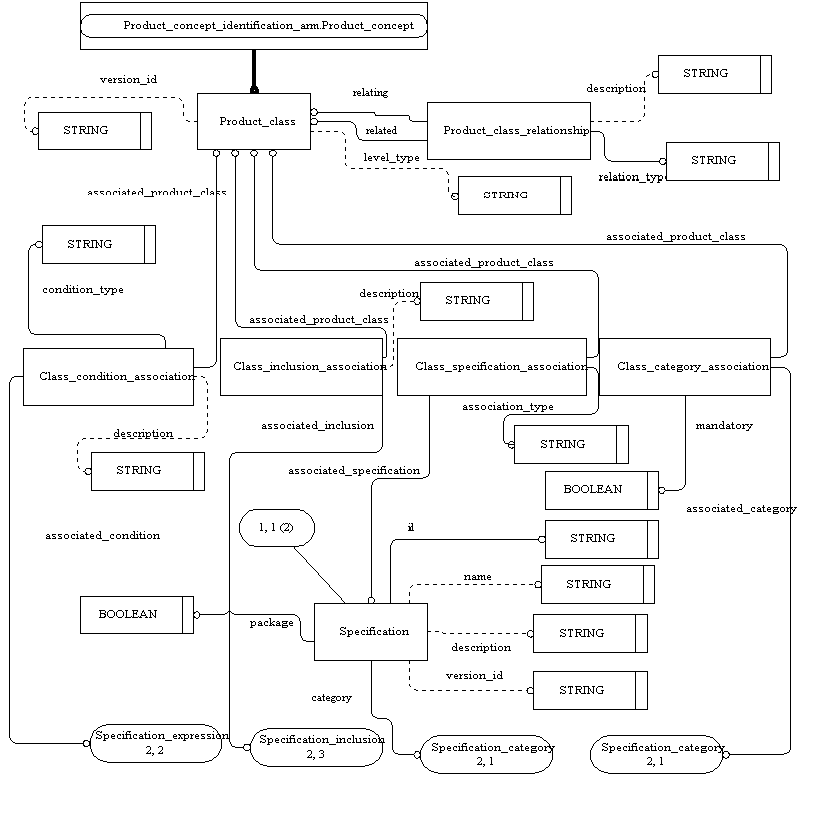 Product_concept_identification_arm.Product_concept
version_id
relating
description
STRING
STRING
Product_class
related
Product_class_relationship
level_type
STRING
relation_type
associated_product_class
STRING
STRING
associated_product_class
associated_product_class
condition_type
description
STRING
associated_product_class
Class_condition_association
Class_inclusion_association
Class_specification_association
Class_category_association
association_type
description
associated_inclusion
mandatory
STRING
STRING
associated_specification
BOOLEAN
associated_category
1, 1 (2)
id
STRING
associated_condition
name
STRING
BOOLEAN
package
Specification
STRING
description
version_id
STRING
category
Specification_expression
2, 2
Specification_inclusion
2, 3
Specification_category
2, 1
Specification_category
2, 1